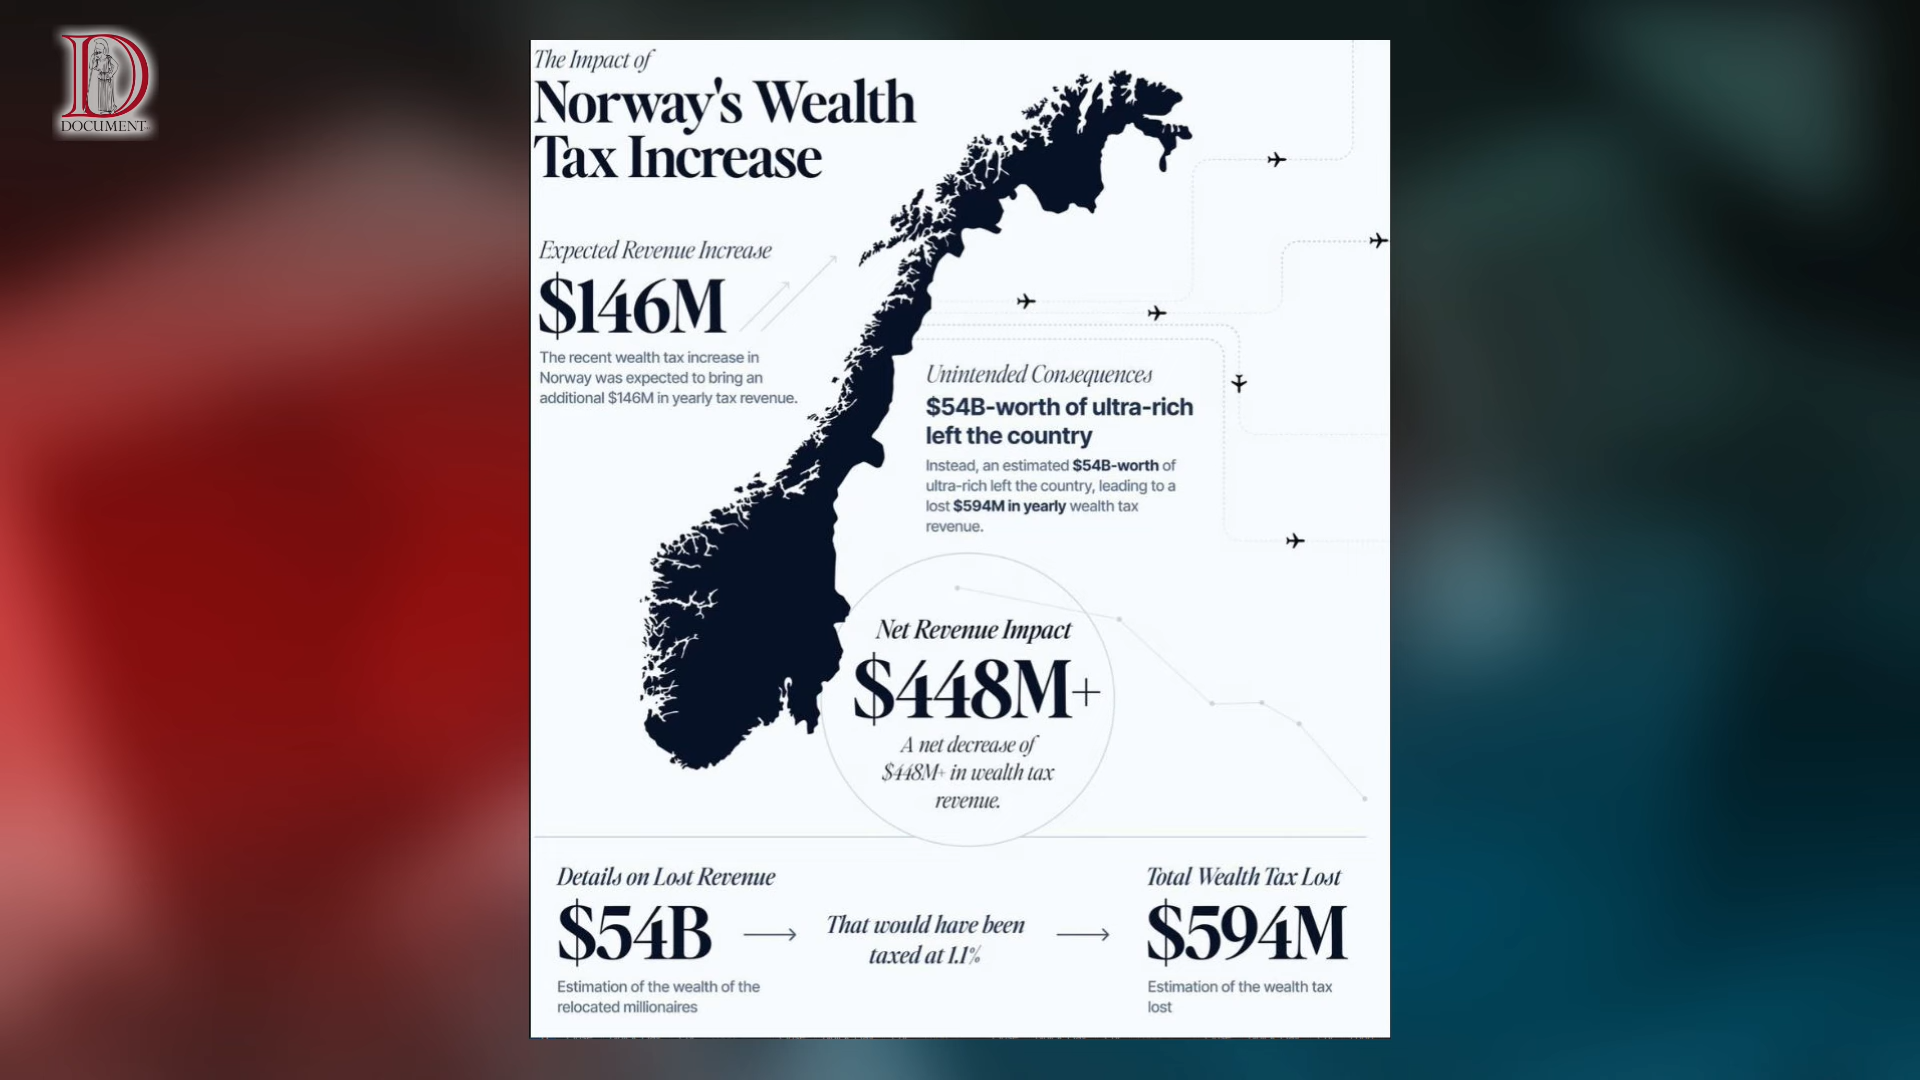 D
DOCUMENT
The Impact of
Norway's Wealth
Tax Increase
Expected Revenue Increase
$146M
The recent wealth tax increase in
Norway was expected to bring an
additional $146M in yearly tax revenue.
Unintended Consequences
$54B-worth of ultra-rich
left the country
Instead, an estimated $54B-worth of
ultra-rich left the country, leading to a
lost $594M in yearly wealth tax
revenue.
Net Revenue Impact
$448M+
A net decrease of
$448M+ in wealth tax
revenue.
Details on Lost Revenue
$54B
Estimation of the wealth of the
relocated millionaires
That would have been
taxed at 1.1%
Total Wealth Tax Lost
$594M
Estimation of the wealth tax
lost